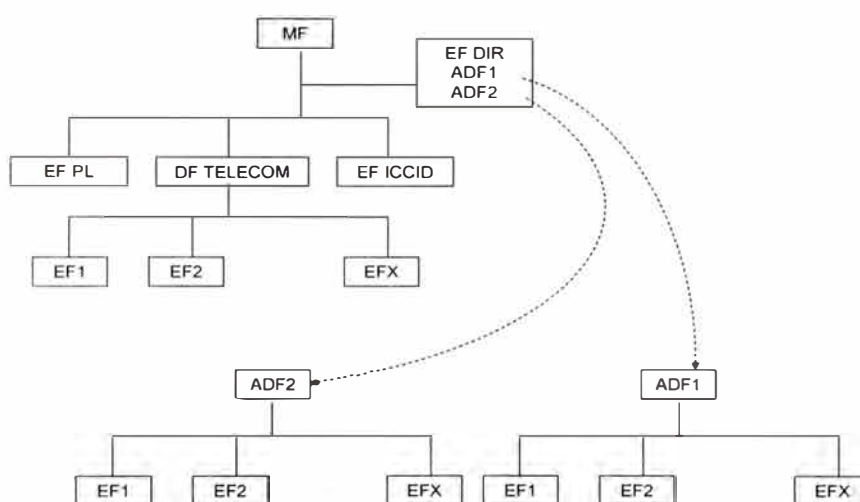 MF
EF DIR
ADF1
ADF2
EF PL
DF TELECOM
EF ICCID
EF1
EF2
EFX
ADF2
ADF1
EF1
EF2
EFX
EF1
EF2
EFX